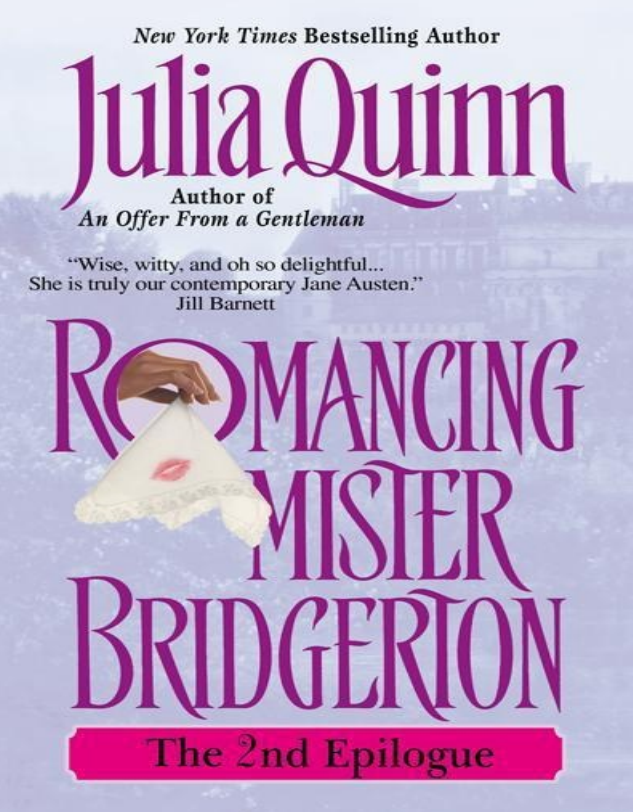 New York Times Bestselling Author
Julia Quinn
Author of
An Offer From a Gentleman
“Wise, witty, and oh so delightful...
She is truly our contemporary Jane Austen.”
Jill Barnett
ROMANCING
MISTER
BRIDGERTON
The 2nd Epilogue